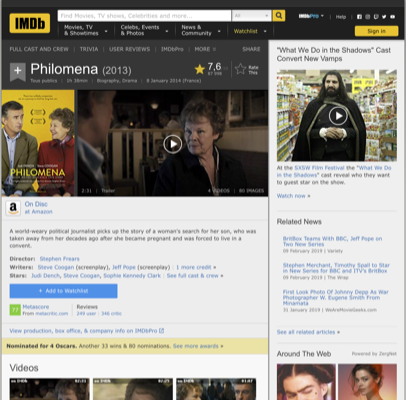 IMDb
Find Movies, TV shows, Celebrities and more...
All
IMDbPro
Help
Movies, TV
& Showtimes
Celebs, Events
& Photos
News &
Community
Watchlist
Sign in
FULL CAST AND CREW | TRIVIA | USER REVIEWS | IMDbPro | MORE
SHARE
Philomena (2013)
7,6
Rate
This
Tous publics | 1h 38min | Biography, Drama | 8 January 2014 (France)
PHILOMENA
2:31 | Trailer
4 VIDEOS | 80 IMAGES
On Disc
at Amazon
A world-weary political journalist picks up the story of a woman's search for her son, who was
taken away from her decades ago after she became pregnant and was forced to live in a
convent.
Director: Stephen Frears
Writers: Steve Coogan (screenplay), Jeff Pope (screenplay) | 1 more credit »
Stars: Judi Dench, Steve Coogan, Sophie Kennedy Clark | See full cast & crew »
+ Add to Watchlist
77
Metascore
From metacritic.com
Reviews
249 user | 346 critic
View production, box office, & company info on IMDbPro
Nominated for 4 Oscars. Another 33 wins & 80 nominations. See more awards »
Videos
"What We Do in the Shadows" Cast
Convert New Vamps
At the SXSW Film Festival the "What We Do
in the Shadows" cast reveal who they want
to guest star on the show.
Watch now »
Related News
BritBox Teams With BBC, Jeff Pope on
Two New Series
09 February 2019 | Variety
Stephen Merchant, Timothy Spall to Star
in New Series for BBC and ITV's BritBox
09 February 2019 | The Wrap
First Look Photo Of Johnny Depp As War
Photographer W. Eugene Smith From
Minamata
31 January 2019 | WeAreMovieGeeks.com
See all related articles »
Around The Web
Powered by ZergNet